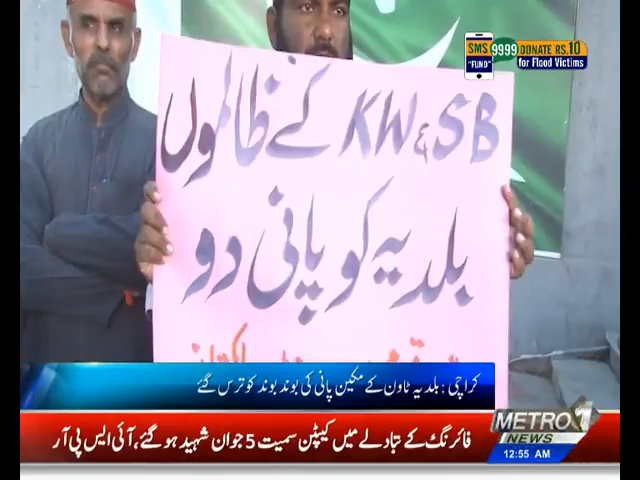 SMS 9999 DONATE RS.10
"FUND" for Flood Victims
KW&SB کے ظالموں
بلدیہ کو پانی دو
کراچی: بلدیہ ٹاون کے مکین پانی کی بوند بوند کو ترس گئے
فائرنگ کے تبادلے میں کیپٹن سمیت 5 جوان شہید ہو گئے، آئی ایس پی آر
METRO 1
NEWS
12:55 AM